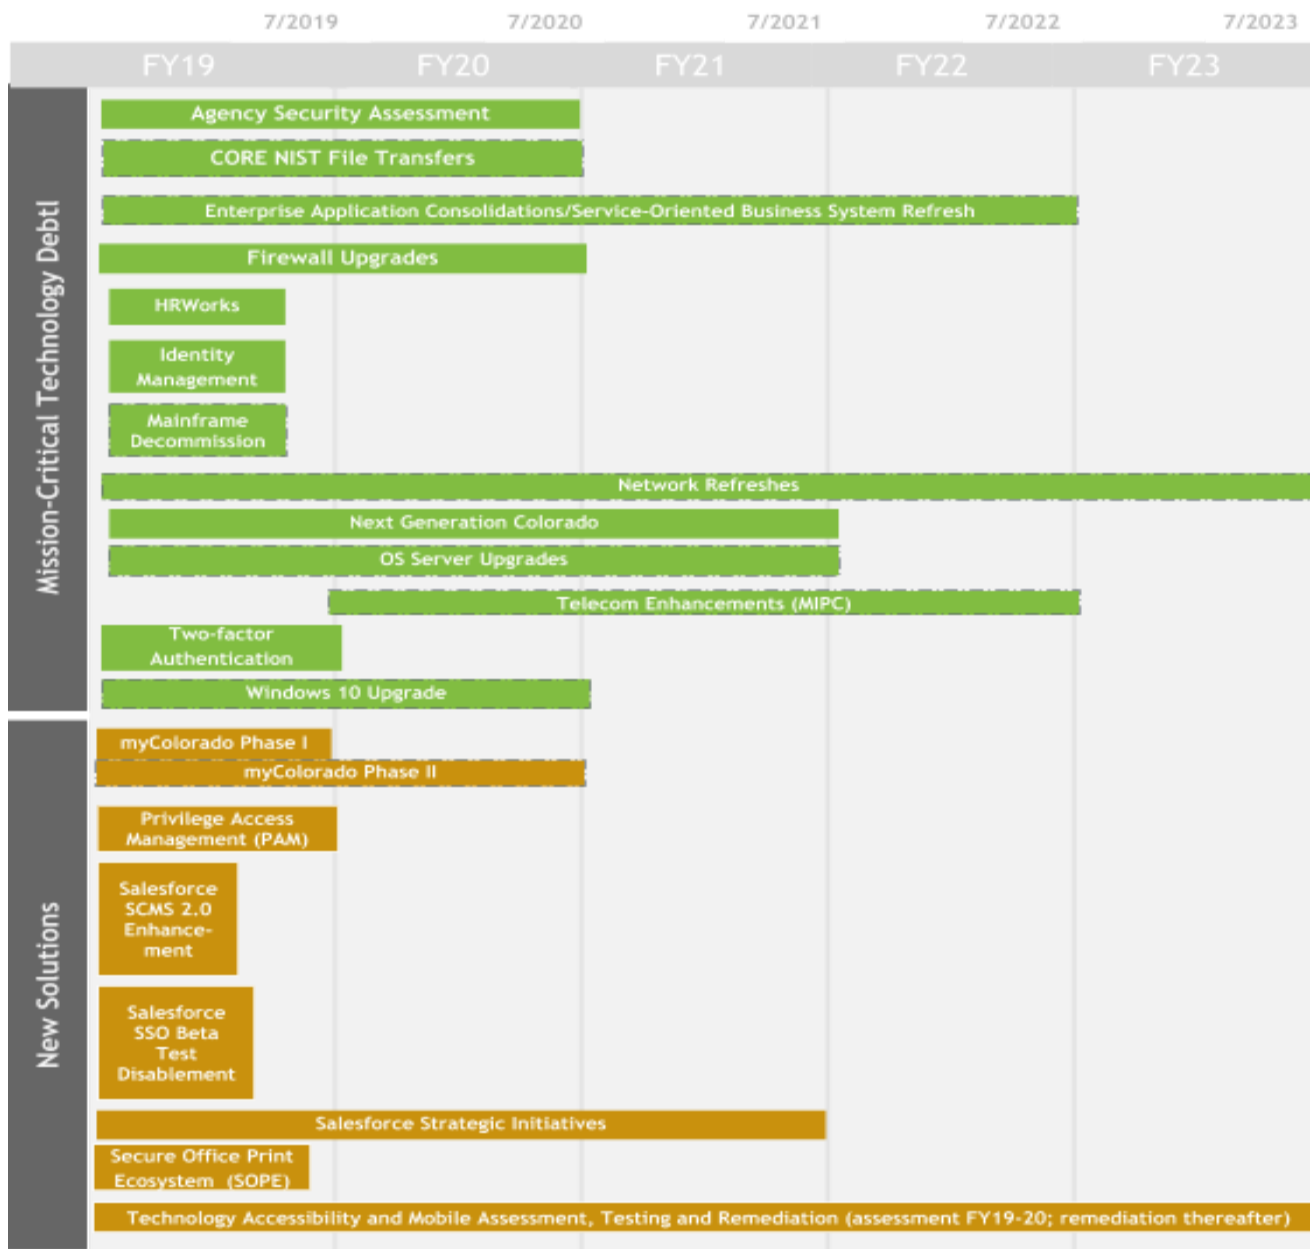 7/2019
7/2020
7/2021
7/2022
7/2023
FY19
FY20
FY21
FY22
FY23
Mission-Critical Technology Debtl
Agency Security Assessment
CORE NIST File Transfers
Enterprise Application Consolidations/Service-Oriented Business System Refresh
Firewall Upgrades
HRWorks
Identity
Management
Mainframe
Decommission
Network Refreshes
Next Generation Colorado
OS Server Upgrades
Telecom Enhancements (MIPC)
Two-factor
Authentication
Windows 10 Upgrade
New Solutions
myColorado Phase I
myColorado Phase II
Privilege Access
Management (PAM)
Salesforce
SCMS 2.0
Enhance-
ment
Salesforce
SSO Beta
Test
Disablement
Salesforce Strategic Initiatives
Secure Office Print
Ecosystem (SOPE)
Technology Accessibility and Mobile Assessment, Testing and Remediation (assessment FY19-20; remediation thereafter)